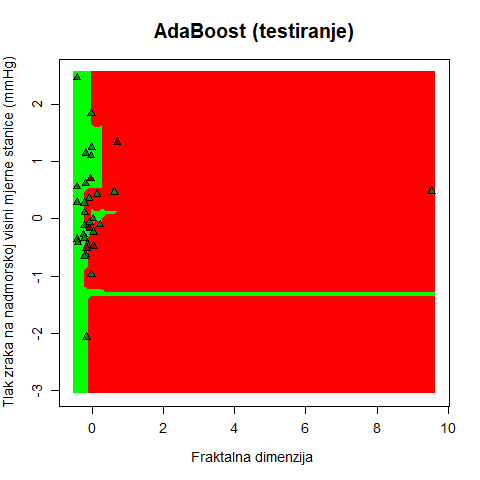 AdaBoost (testiranje)
Tlak zraka na nadmorskoj visini mjerne stanice (mmHg)
2
1
0
-1
-2
-3
0 2 4 6 8 10
Fraktalna dimenzija